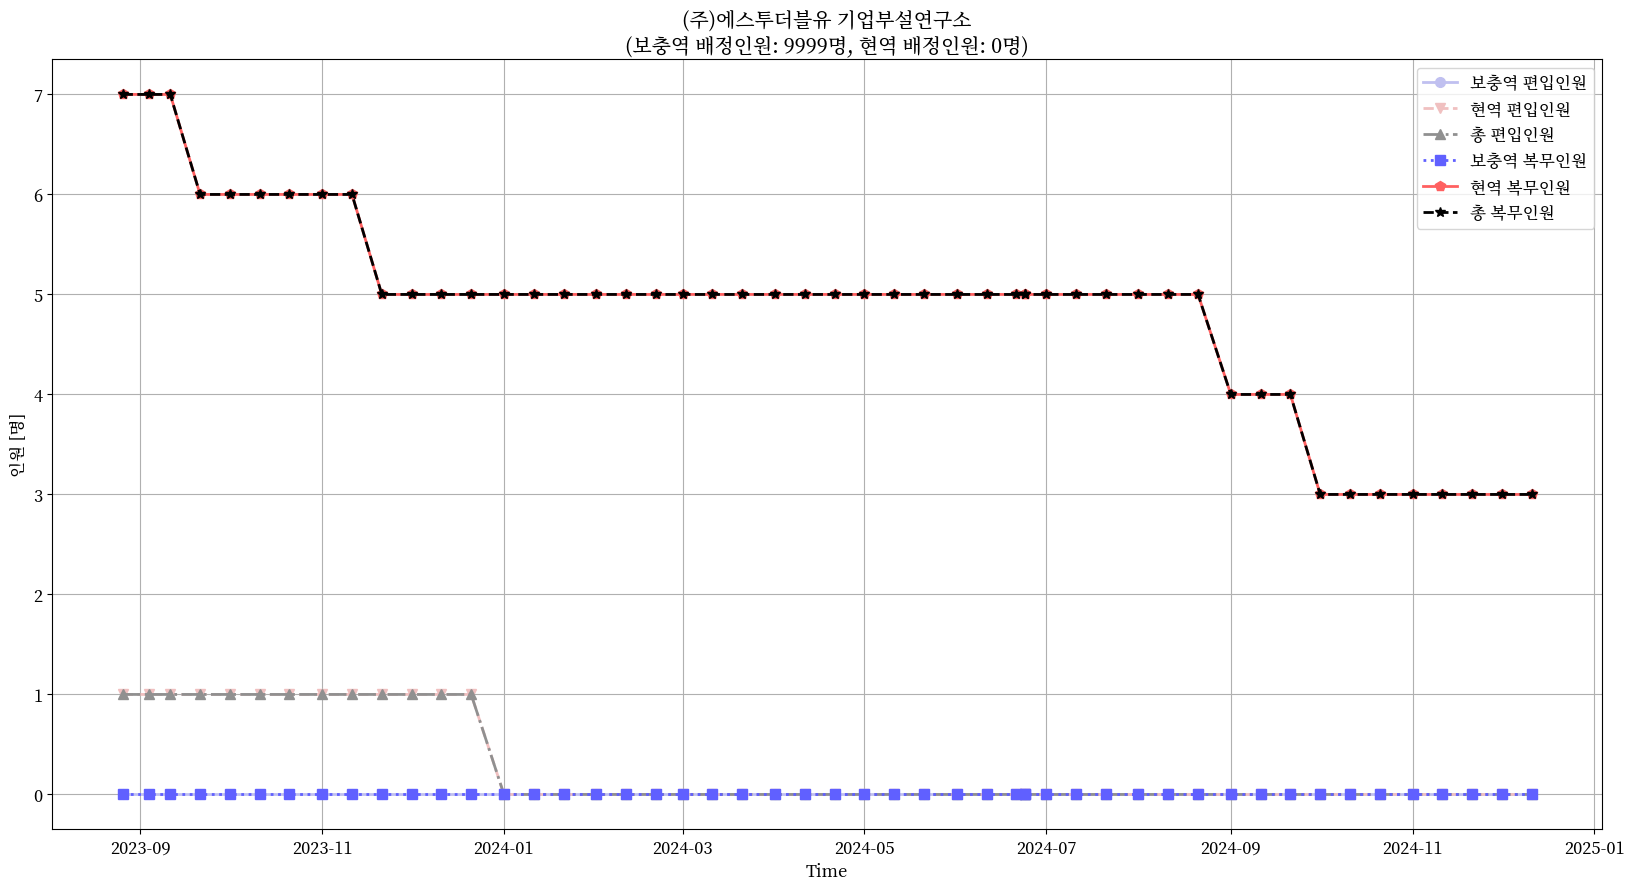 (주)에스투더블유 기업부설연구소
(보충역 배정인원: 9999명, 현역 배정인원: 0명)
보충역 편입인원
현역 편입인원
총 편입인원
보충역 복무인원
현역 복무인원
총 복무인원
인원 [명]
7
6
5
4
3
2
1
0
2023-09
2023-11
2024-01
2024-03
2024-05
2024-07
2024-09
2024-11
2025-01
Time